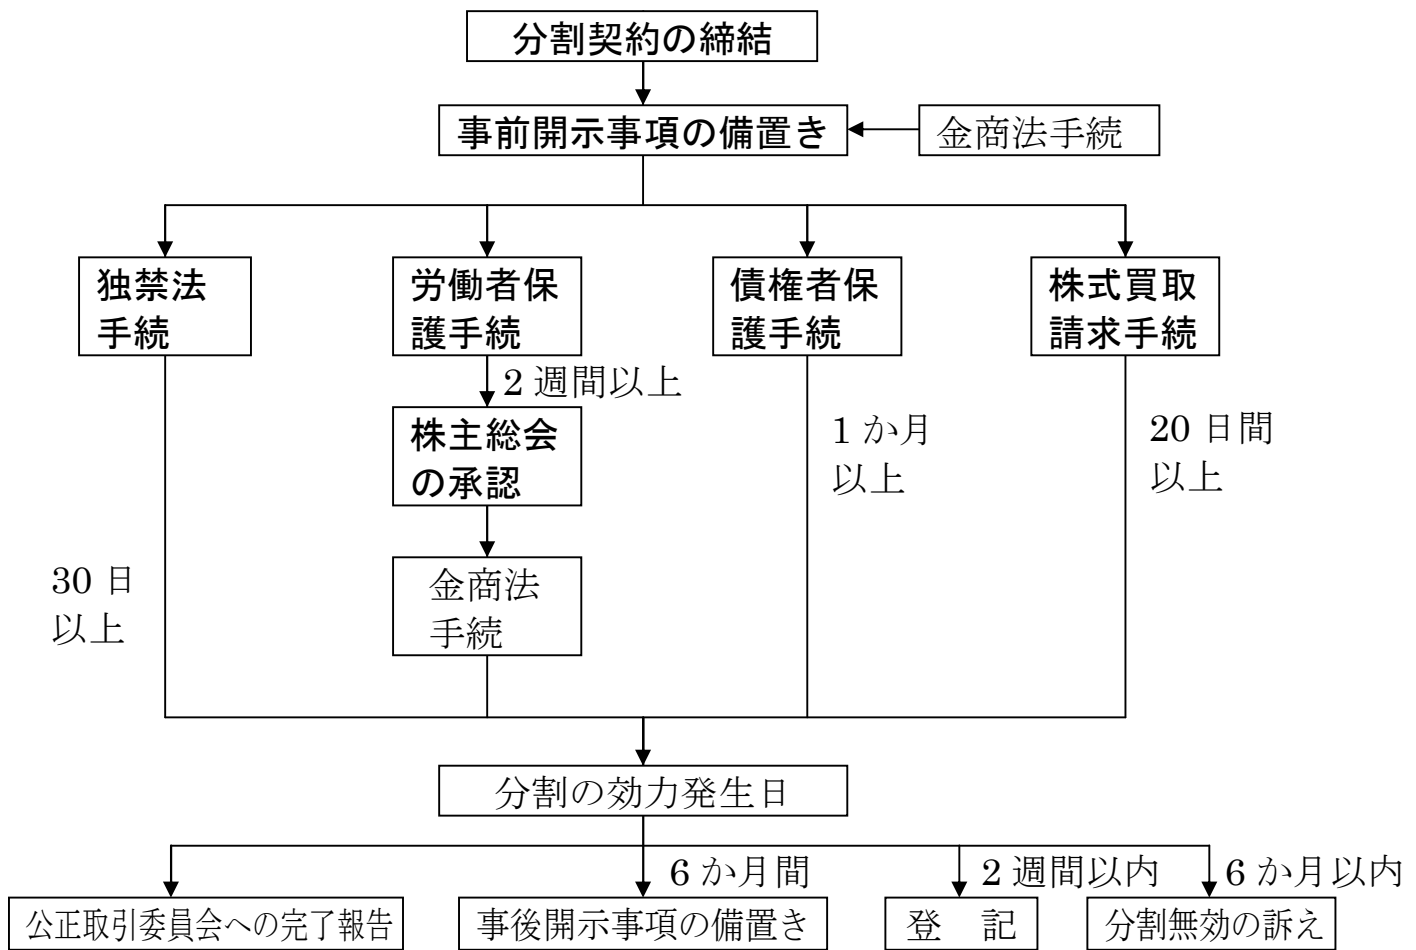 分割契約の締結
事前開示事項の備置き
金商法手続
独禁法
手続
労働者保
護手続
債権者保
護手続
株式買取
請求手続
2 週間以上
株主総会
の承認
1 か月
以上
20 日間
以上
金商法
手続
30 日
以上
分割の効力発生日
6 か月間
2 週間以内
6 か月以内
公正取引委員会への完了報告
事後開示事項の備置き
登　記
分割無効の訴え